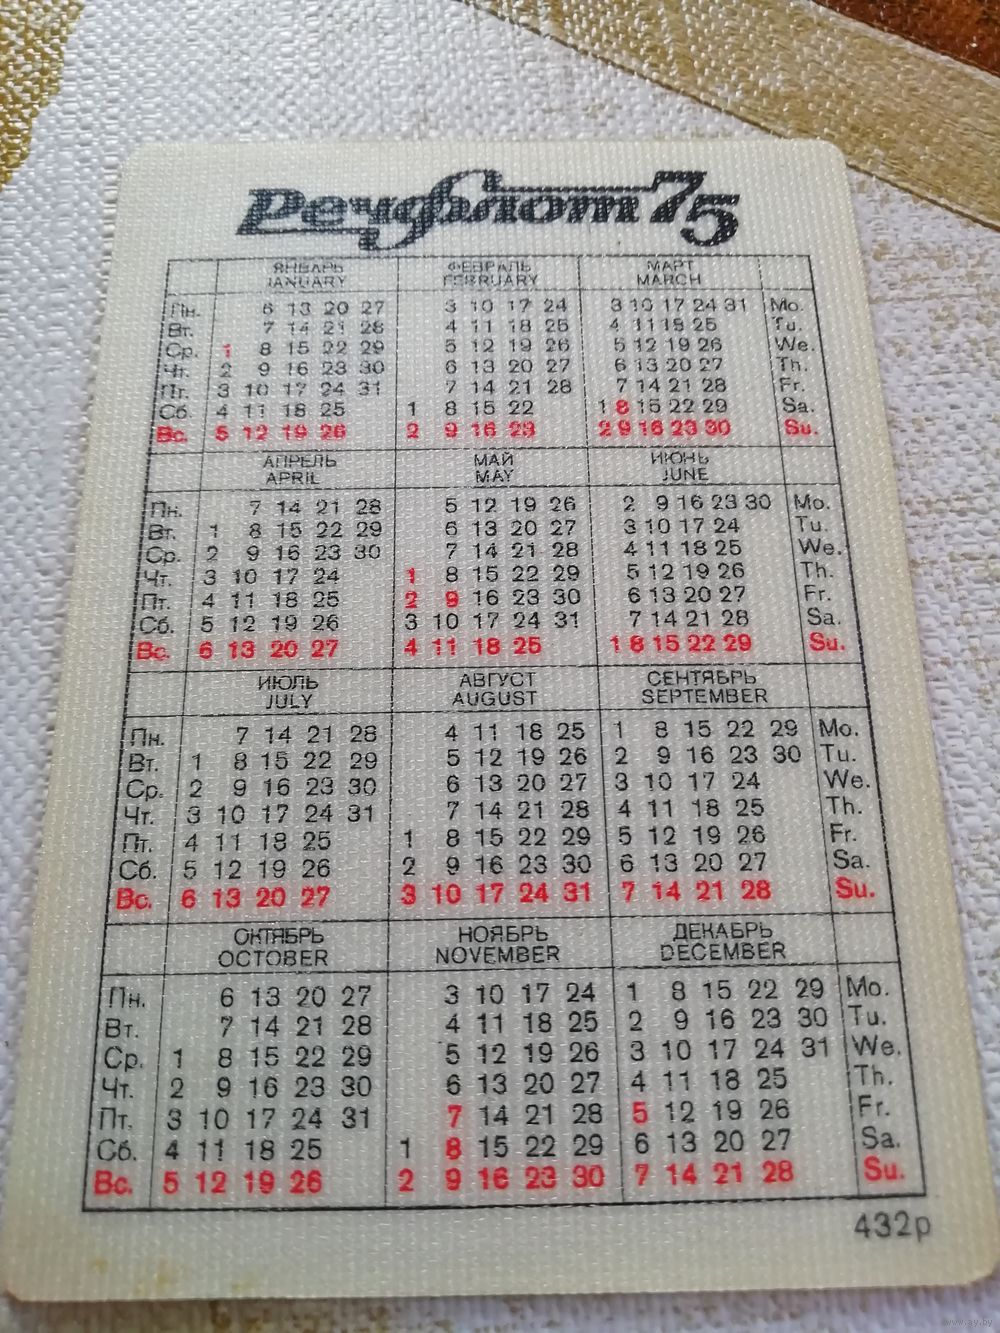 Речфлот 75
ЯНВАРЬ ФЕВРАЛЬ МАРТ
JANUARY FEBRUARY MARCH
Пн. 6 13 20 27 3 10 17 24 3 10 17 24 31 Mo.
Вт. 7 14 21 28 4 11 18 25 4 11 18 25 Tu.
Ср. 1 8 15 22 29 5 12 19 26 5 12 19 26 We.
Чт. 2 9 16 23 30 6 13 20 27 6 13 20 27 Th.
Пт. 3 10 17 24 31 7 14 21 28 7 14 21 28 Fr.
Сб. 4 11 18 25 1 8 15 22 1 8 15 22 29 Sa.
Вс. 5 12 19 26 2 9 16 23 2 9 16 23 30 Su.
АПРЕЛЬ МАЙ ИЮНЬ
APRIL MAY JUNE
Пн. 7 14 21 28 5 12 19 26 2 9 16 23 30 Mo.
Вт. 1 8 15 22 29 6 13 20 27 3 10 17 24 Tu.
Ср. 2 9 16 23 30 7 14 21 28 4 11 18 25 We.
Чт. 3 10 17 24 1 8 15 22 29 5 12 19 26 Th.
Пт. 4 11 18 25 2 9 16 23 30 6 13 20 27 Fr.
Сб. 5 12 19 26 3 10 17 24 31 7 14 21 28 Sa.
Вс. 6 13 20 27 4 11 18 25 1 8 15 22 29 Su.
ИЮЛЬ АВГУСТ СЕНТЯБРЬ
JULY AUGUST SEPTEMBER
Пн. 7 14 21 28 4 11 18 25 1 8 15 22 29 Mo.
Вт. 1 8 15 22 29 5 12 19 26 2 9 16 23 30 Tu.
Ср. 2 9 16 23 30 6 13 20 27 3 10 17 24 We.
Чт. 3 10 17 24 31 7 14 21 28 4 11 18 25 Th.
Пт. 4 11 18 25 1 8 15 22 29 5 12 19 26 Fr.
Сб. 5 12 19 26 2 9 16 23 30 6 13 20 27 Sa.
Вс. 6 13 20 27 3 10 17 24 31 7 14 21 28 Su.
ОКТЯБРЬ НОЯБРЬ ДЕКАБРЬ
OCTOBER NOVEMBER DECEMBER
Пн. 6 13 20 27 3 10 17 24 1 8 15 22 29 Mo.
Вт. 7 14 21 28 4 11 18 25 2 9 16 23 30 Tu.
Ср. 1 8 15 22 29 5 12 19 26 3 10 17 24 31 We.
Чт. 2 9 16 23 30 6 13 20 27 4 11 18 25 Th.
Пт. 3 10 17 24 31 7 14 21 28 5 12 19 26 Fr.
Сб. 4 11 18 25 1 8 15 22 29 6 13 20 27 Sa.
Вс. 5 12 19 26 2 9 16 23 30 7 14 21 28 Su.
432р
www.ay.by